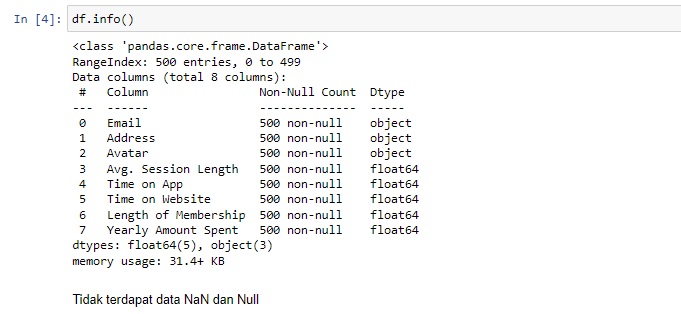 In [4]: df.info()
<class 'pandas.core.frame.DataFrame'>
RangeIndex: 500 entries, 0 to 499
Data columns (total 8 columns):
 #   Column                Non-Null Count  Dtype
---  ------                --------------  -----
 0   Email                 500 non-null    object
 1   Address               500 non-null    object
 2   Avatar                500 non-null    object
 3   Avg. Session Length   500 non-null    float64
 4   Time on App           500 non-null    float64
 5   Time on Website       500 non-null    float64
 6   Length of Membership  500 non-null    float64
 7   Yearly Amount Spent   500 non-null    float64
dtypes: float64(5), object(3)
memory usage: 31.4+ KB
Tidak terdapat data NaN dan Null